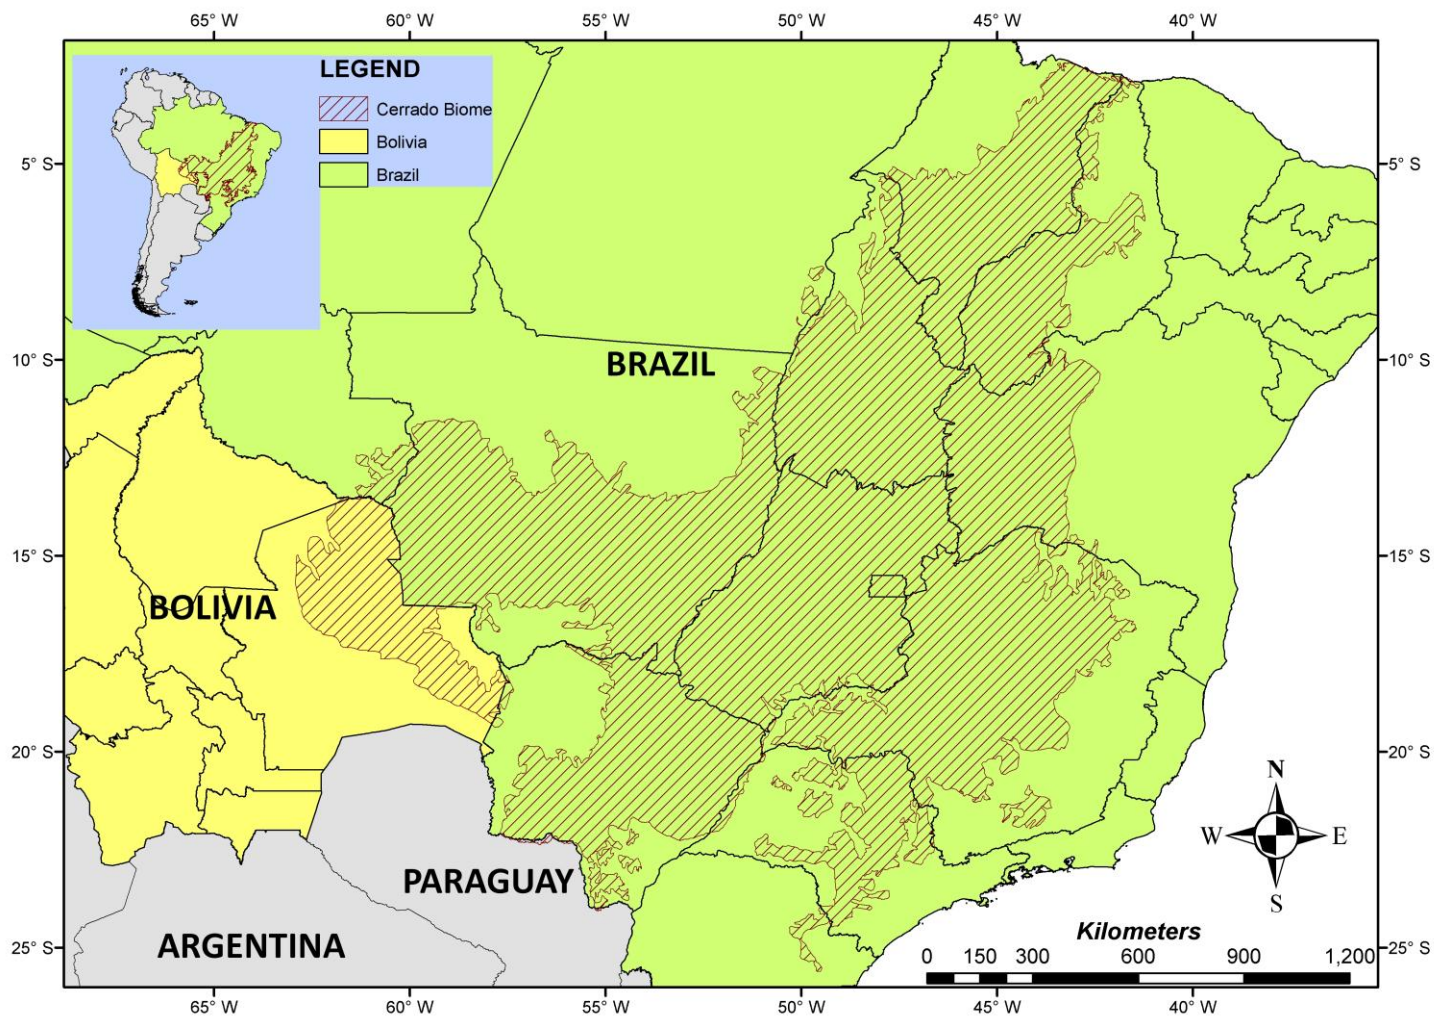 65° W 60° W 55° W 50° W 45° W 40° W
LEGEND
Cerrado Biome
Bolivia
Brazil
5° S 5° S
BRAZIL
10° S 10° S
15° S 15° S
BOLIVIA
20° S 20° S
N
W E
S
PARAGUAY
ARGENTINA
Kilometers
25° S 25° S
0 150 300 600 900 1,200
65° W 60° W 55° W 50° W 45° W 40° W